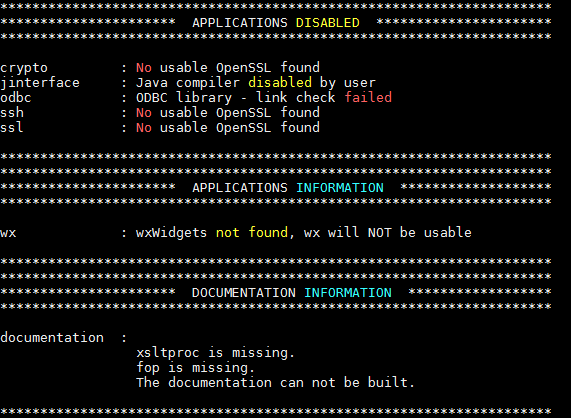 *********************************************************************
**********************  APPLICATIONS DISABLED  **********************
*********************************************************************
crypto         : No usable OpenSSL found
jinterface     : Java compiler disabled by user
odbc           : ODBC library - link check failed
ssh            : No usable OpenSSL found
ssl            : No usable OpenSSL found
*********************************************************************
*********************************************************************
**********************  APPLICATIONS INFORMATION  *******************
*********************************************************************
wx             : wxWidgets not found, wx will NOT be usable
*********************************************************************
*********************************************************************
**********************  DOCUMENTATION INFORMATION  ******************
*********************************************************************
documentation  :
                 xsltproc is missing.
                 fop is missing.
                 The documentation can not be built.
*********************************************************************